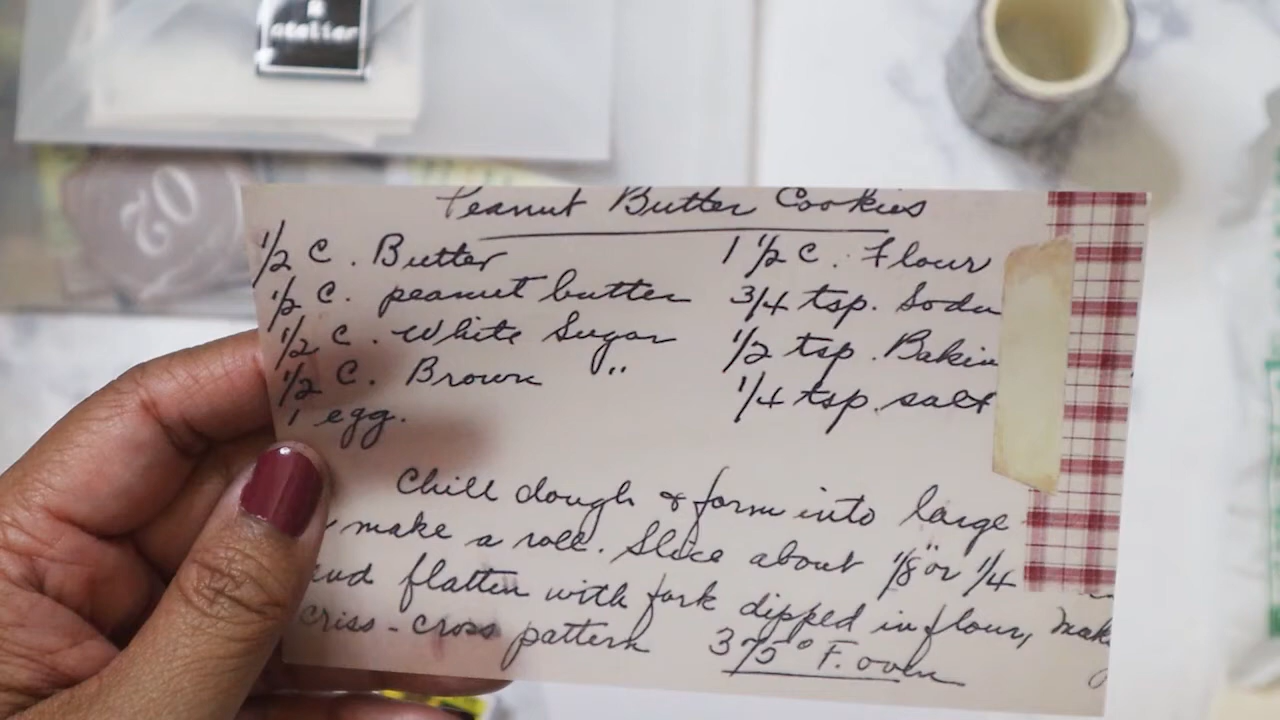 atelier
20
Peanut Butter Cookies
1/2 C. Butter
1/2 C. peanut butter
1/2 C. White Sugar
1/2 C. Brown "
1 egg.
1 1/2 C. Flour
3/4 tsp. Soda
1/2 tsp. Bakin
1/4 tsp. salt
Chill dough & form into large
make a roll. Slice about 1/8" or 1/4
and flatten with fork dipped in flour, mak
criss-cross pattern 375° F. oven